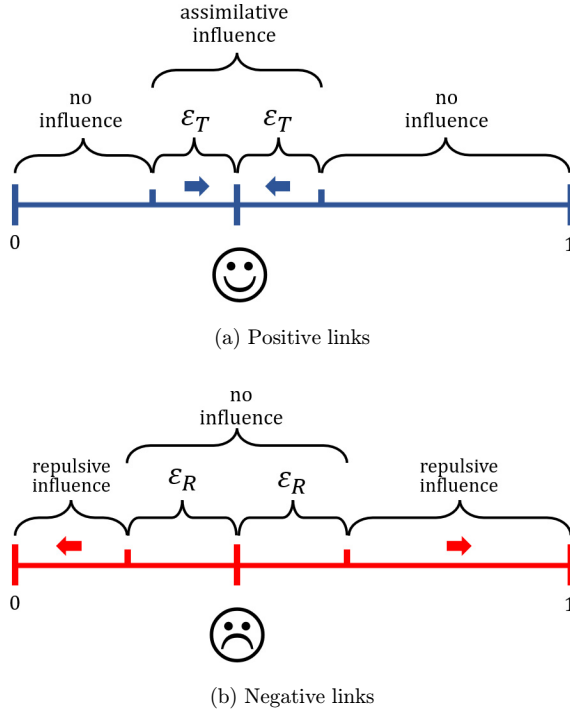 assimilative
influence
no
influence
ε_T
ε_T
no
influence
0
1
(a) Positive links
no
influence
repulsive
influence
ε_R
ε_R
repulsive
influence
0
1
(b) Negative links